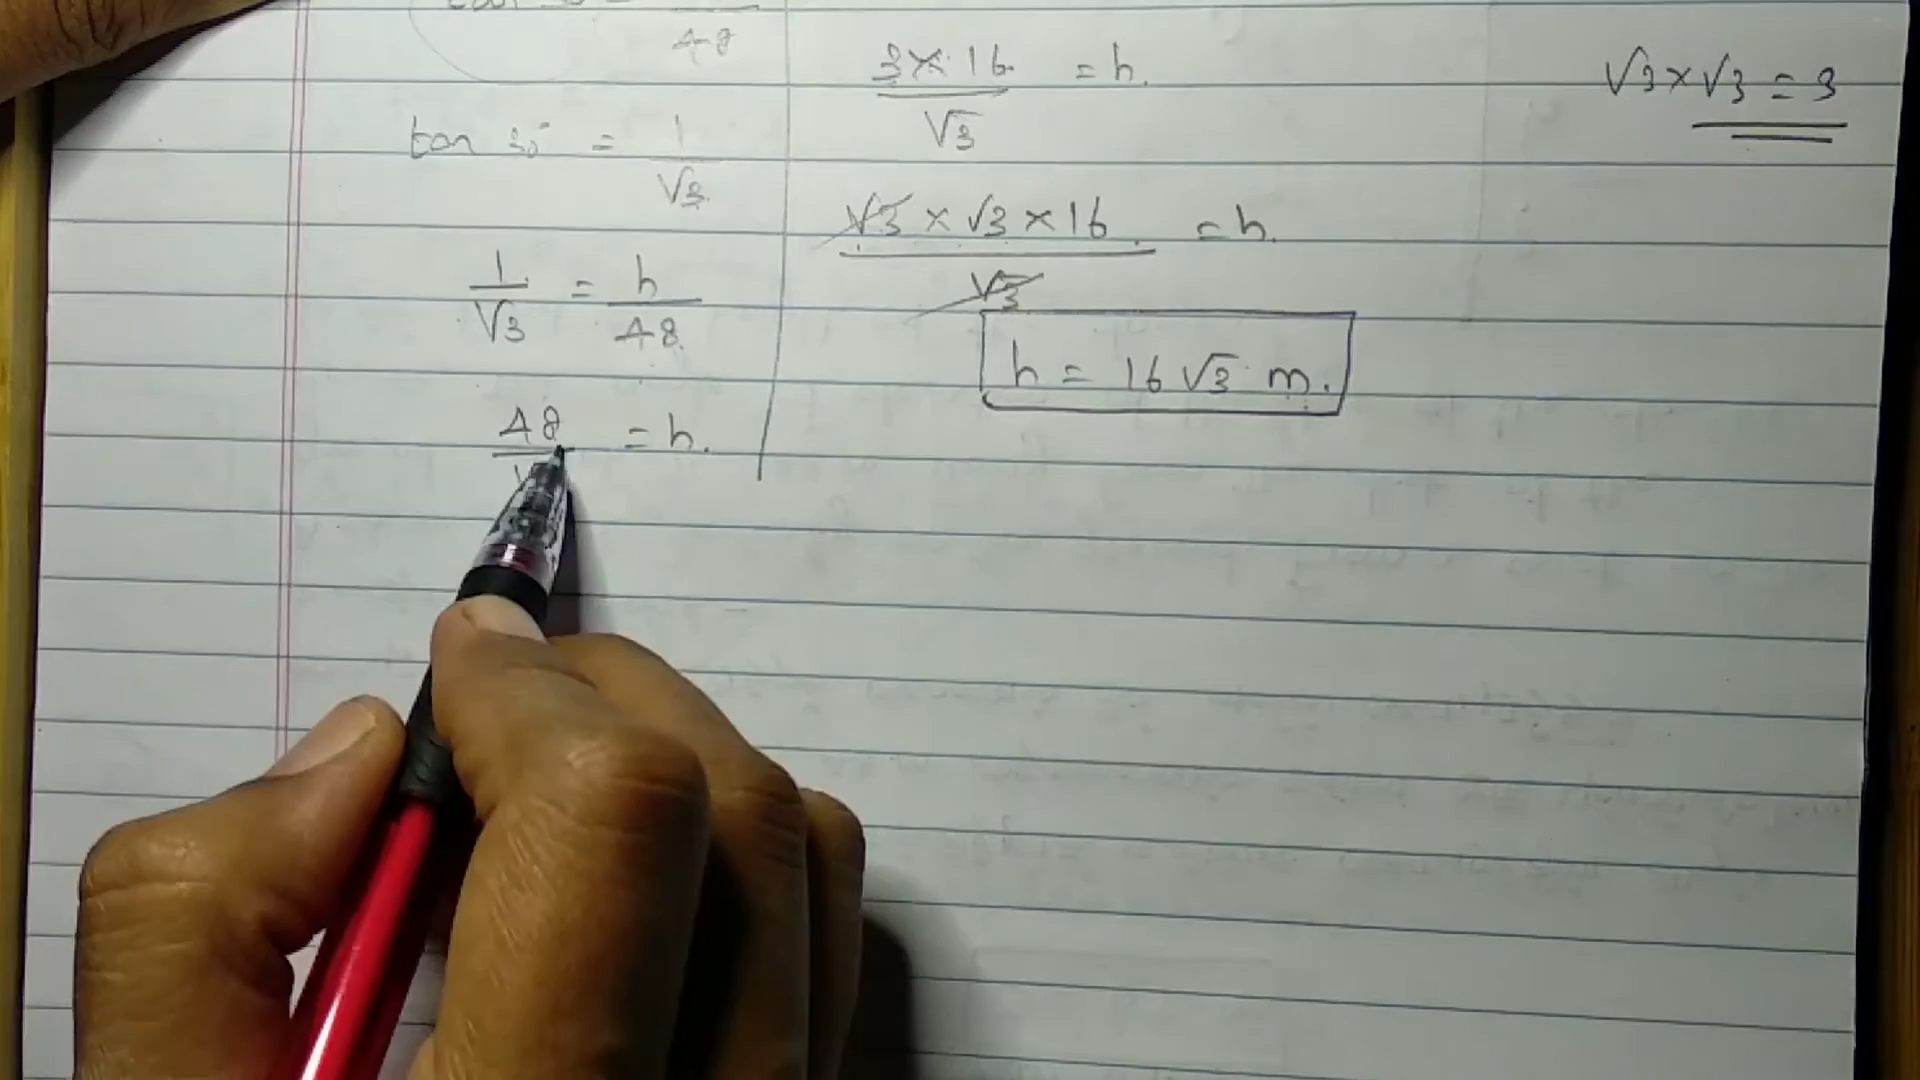 48
tan 30° = 1/√3
1/√3 = h/48
48/√ = h.
3 × 16/√3 = h.
√3 × √3 × 16/√3 = h.
h = 16√3 m.
√3 × √3 = 3